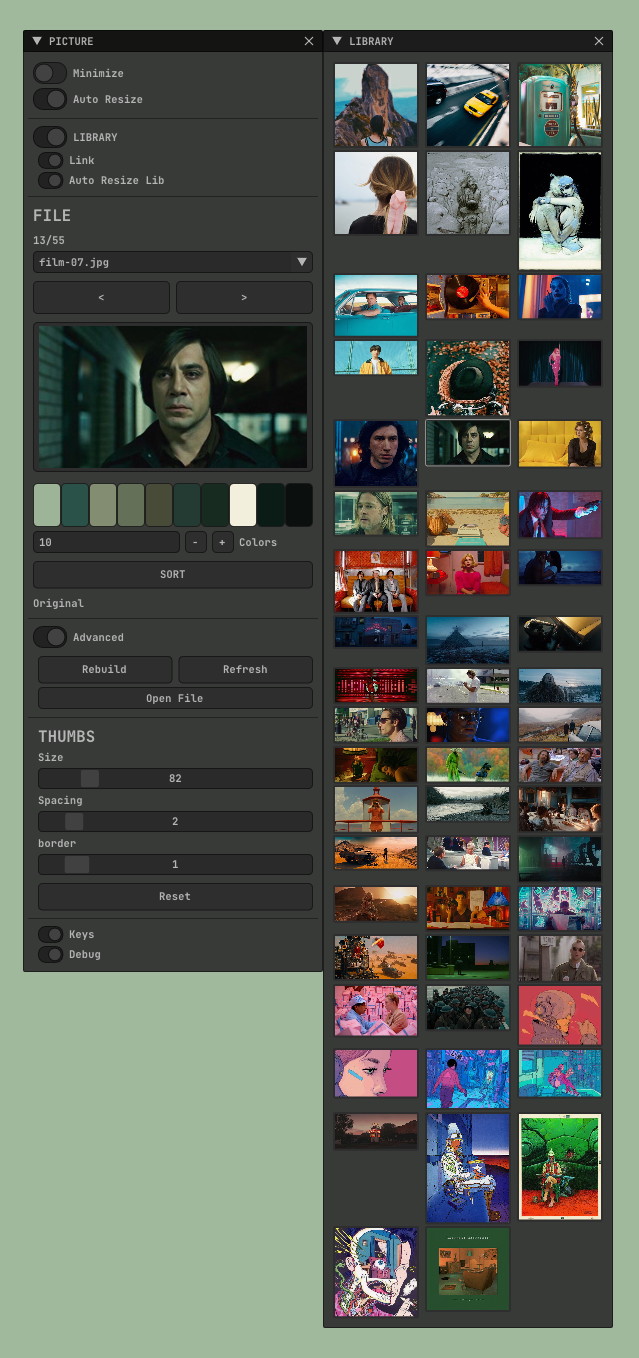 PICTURE
Minimize
Auto Resize
LIBRARY
Link
Auto Resize Lib
FILE
13/55
film-07.jpg
< >
10 - + Colors
SORT
Original
Advanced
Rebuild Refresh
Open File
THUMBS
Size
82
Spacing
2
border
1
Reset
Keys
Debug
LIBRARY